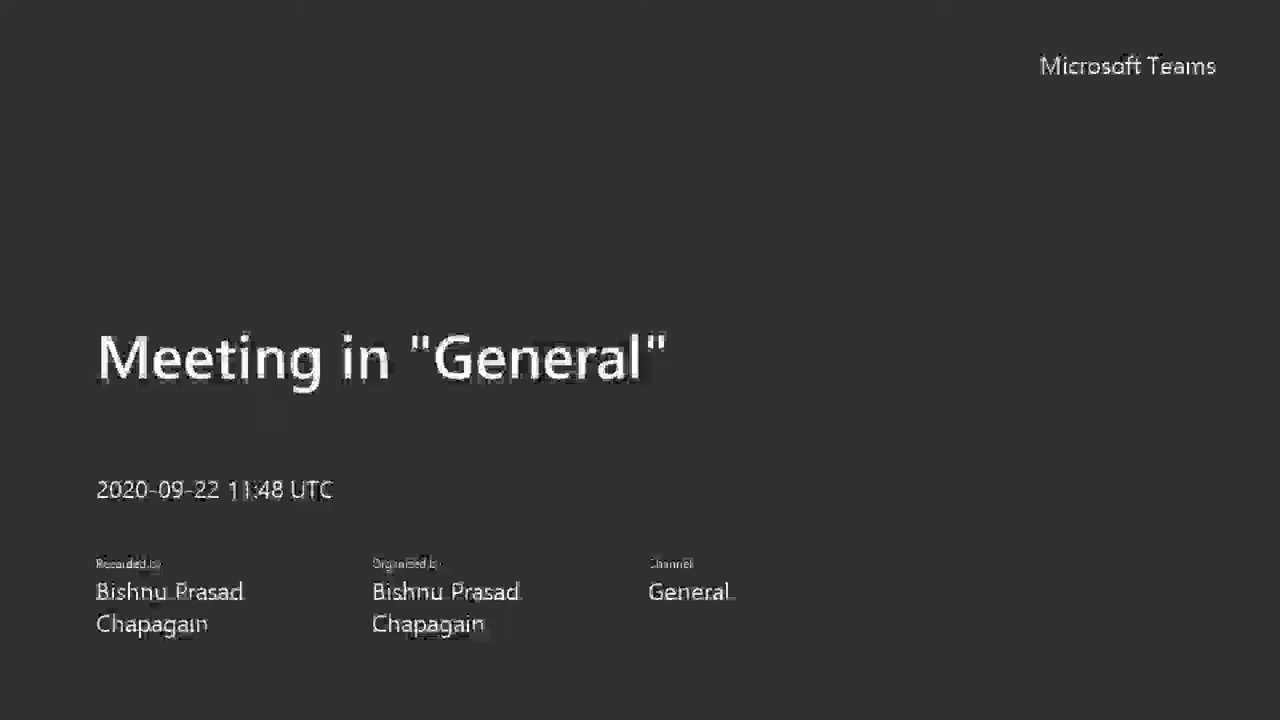 Microsoft Teams
Meeting in "General"
2020-09-22 11:48 UTC
Recorded by
Organized by
Channel
Bishnu Prasad
Bishnu Prasad
General
Chapagain
Chapagain